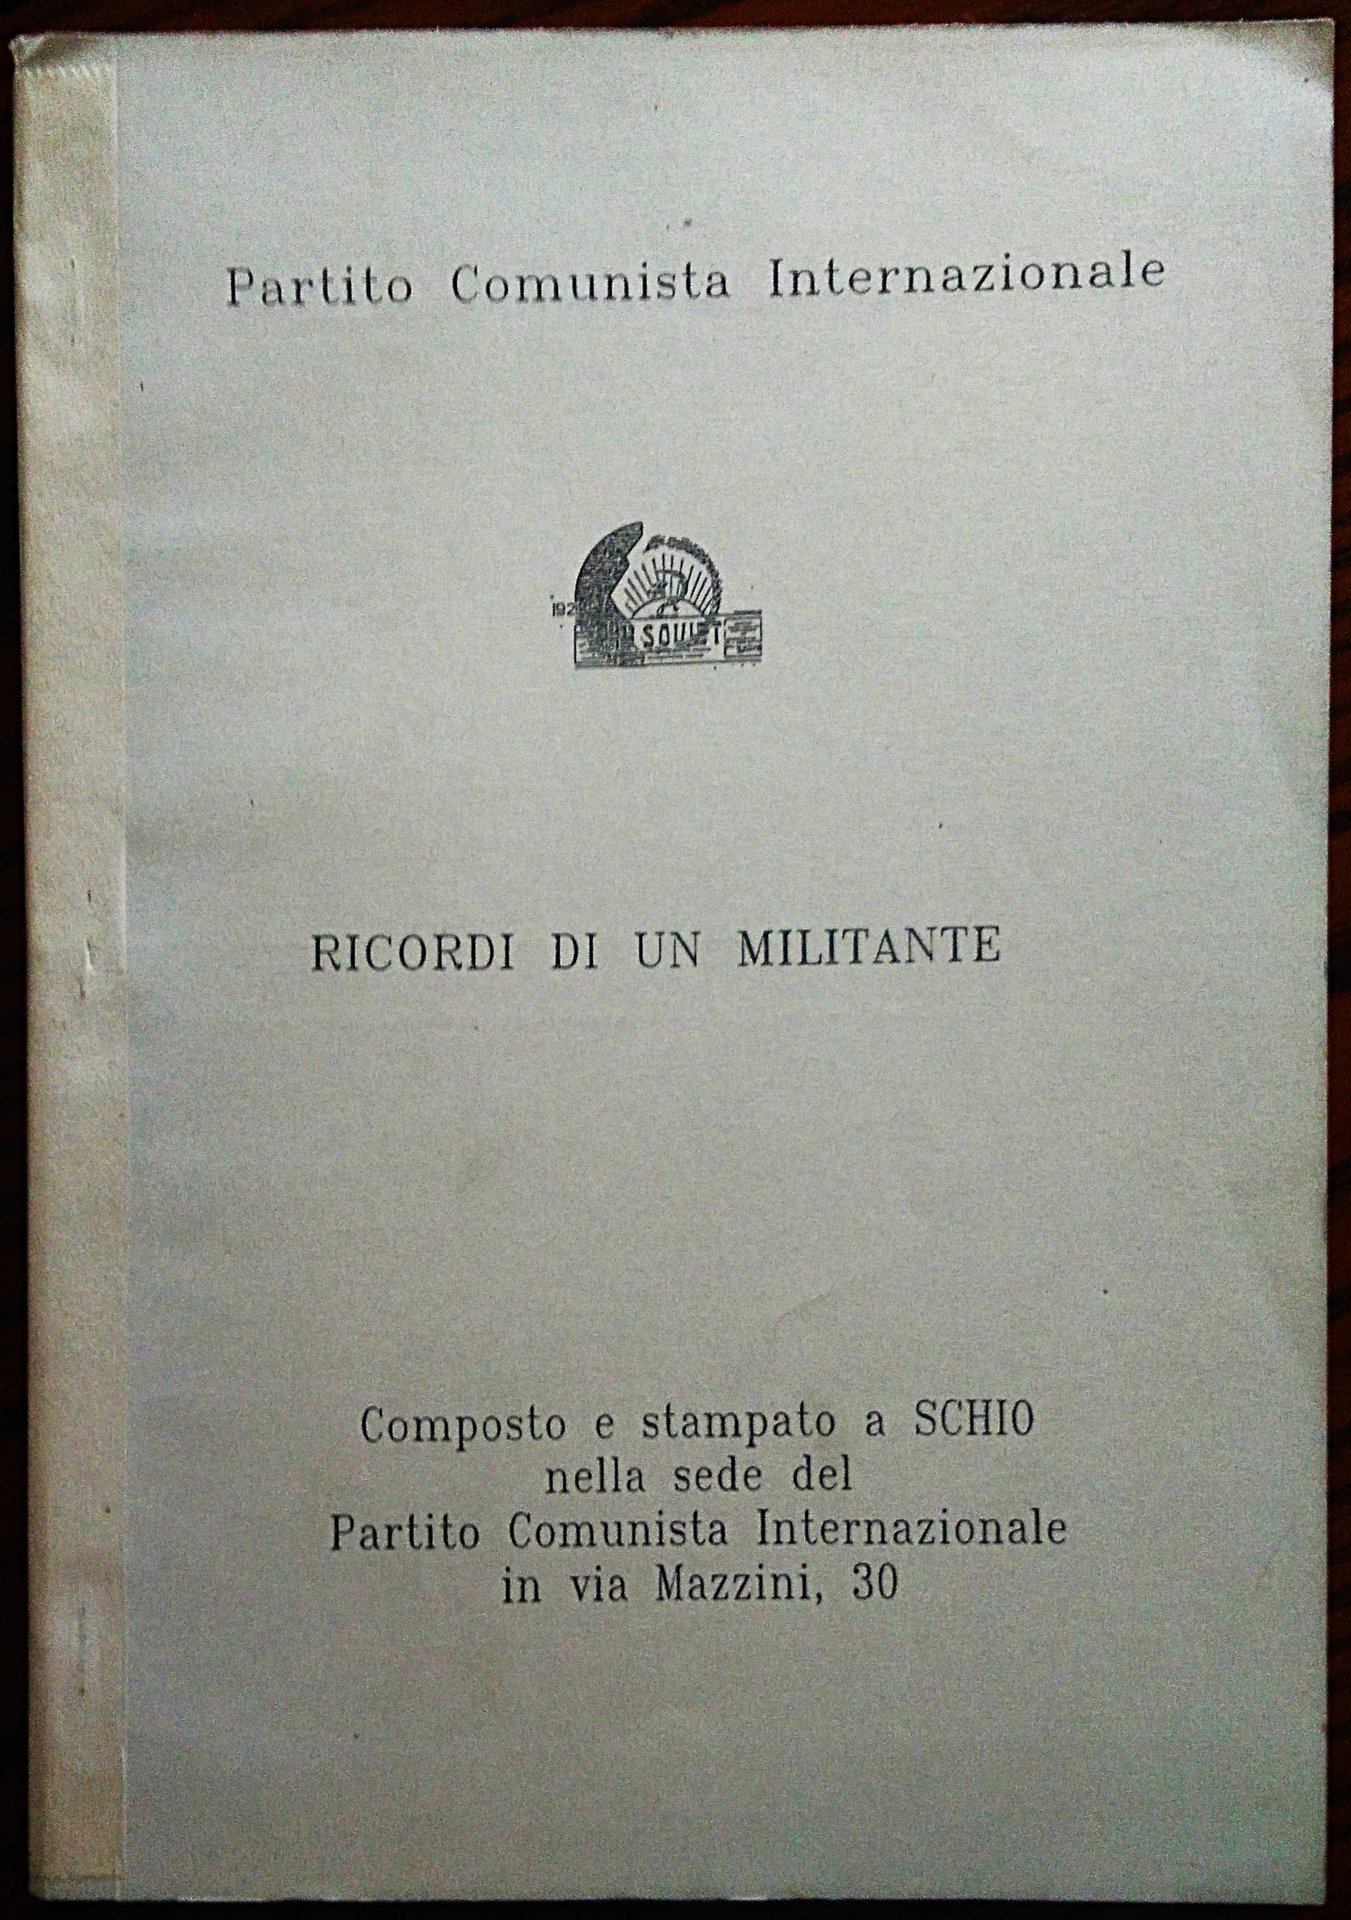 Partito Comunista Internazionale
SOVIET
RICORDI DI UN MILITANTE
Composto e stampato a SCHIO
nella sede del
Partito Comunista Internazionale
in via Mazzini, 30